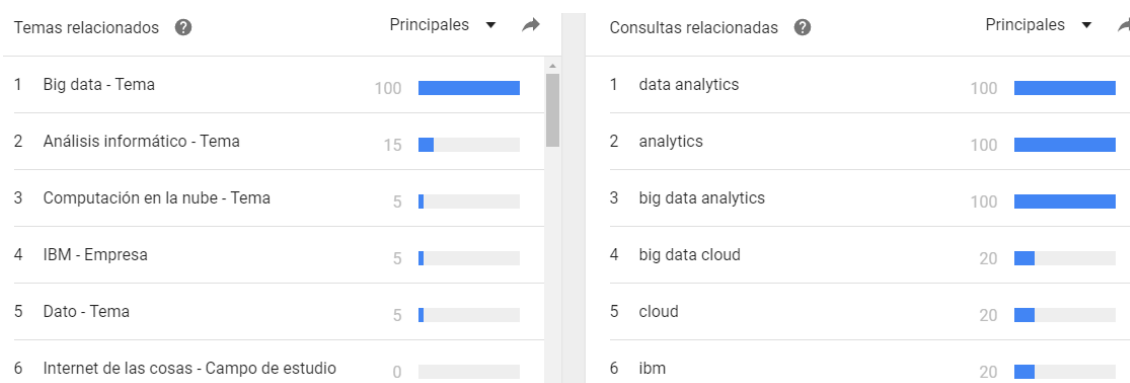 Temas relacionados ?
Principales
1 Big data - Tema 100
2 Análisis informático - Tema 15
3 Computación en la nube - Tema 5
4 IBM - Empresa 5
5 Dato - Tema 5
6 Internet de las cosas - Campo de estudio 0
Consultas relacionadas ?
Principales
1 data analytics 100
2 analytics 100
3 big data analytics 100
4 big data cloud 20
5 cloud 20
6 ibm 20